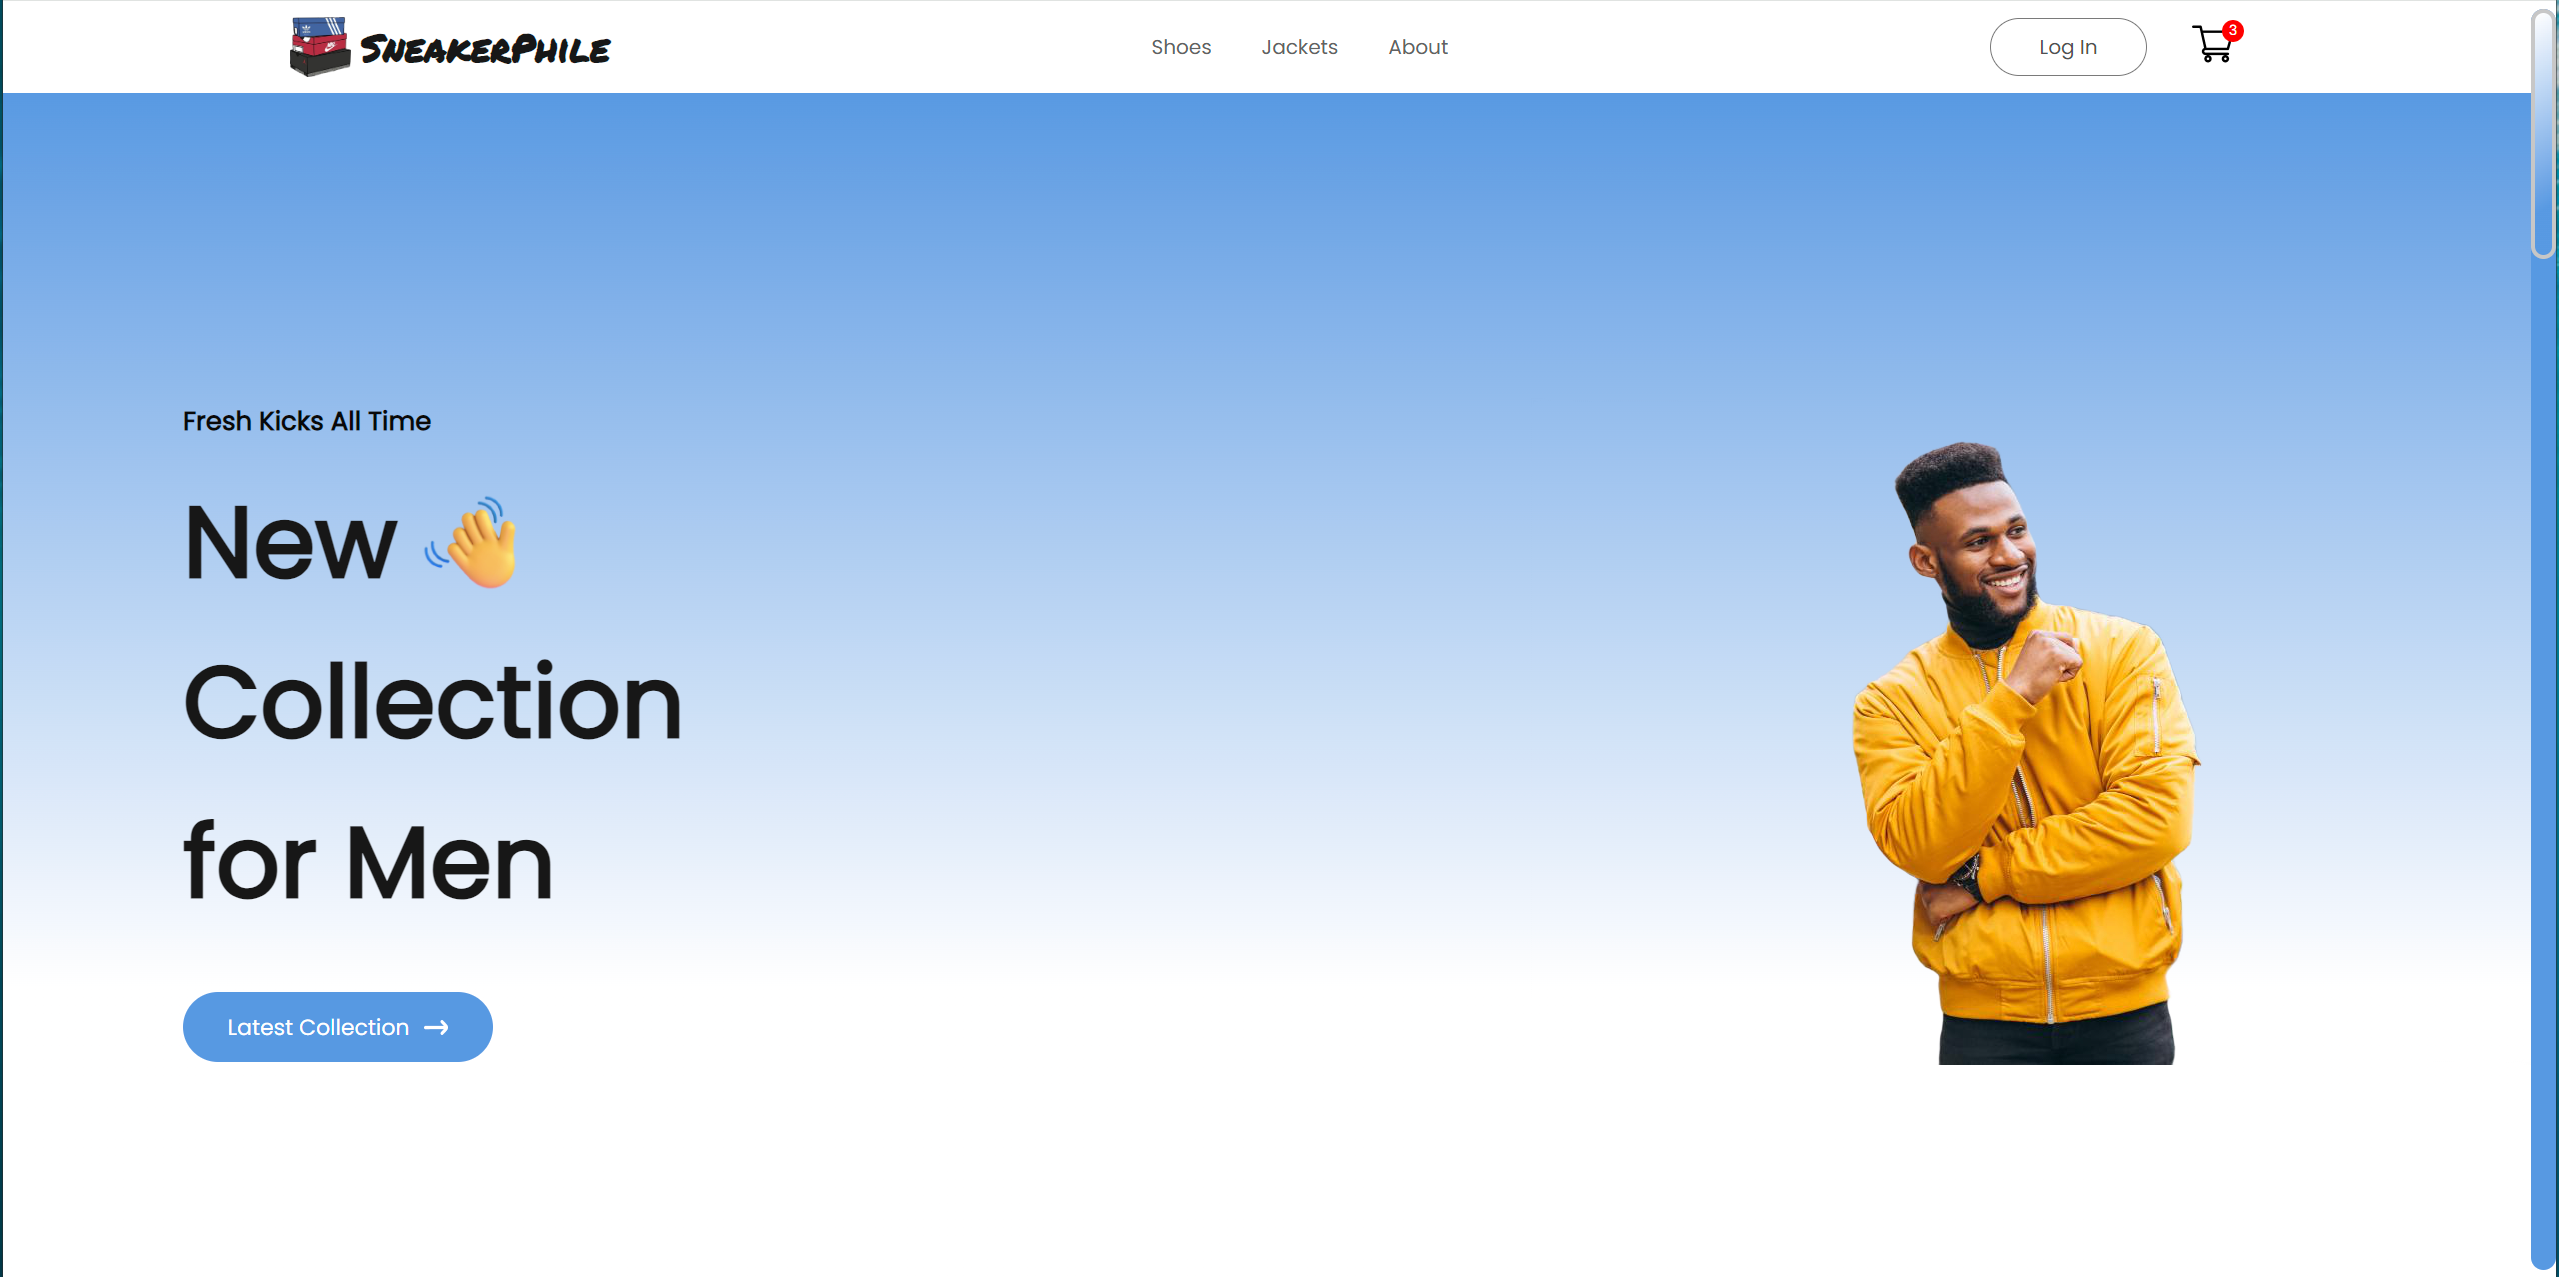 SneakerPhile
Shoes
Jackets
About
Log In
3
Fresh Kicks All Time
New 👋
Collection
for Men
Latest Collection →